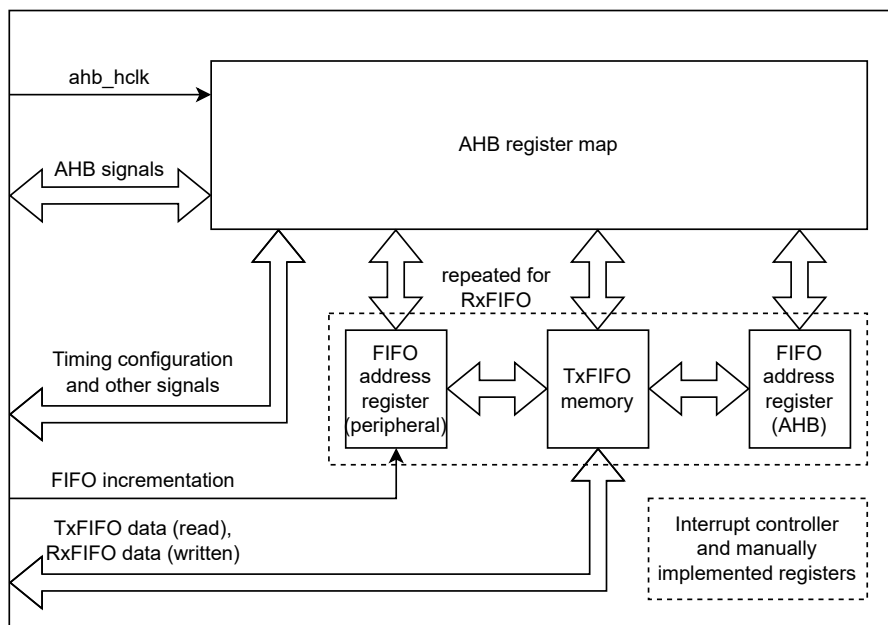 ahb_hclk
AHB register map
AHB signals
repeated for
RxFIFO
Timing configuration
and other signals
FIFO
address
register
(peripheral)
TxFIFO
memory
FIFO
address
register
(AHB)
FIFO incrementation
TxFIFO data (read),
RxFIFO data (written)
Interrupt controller
and manually
implemented registers